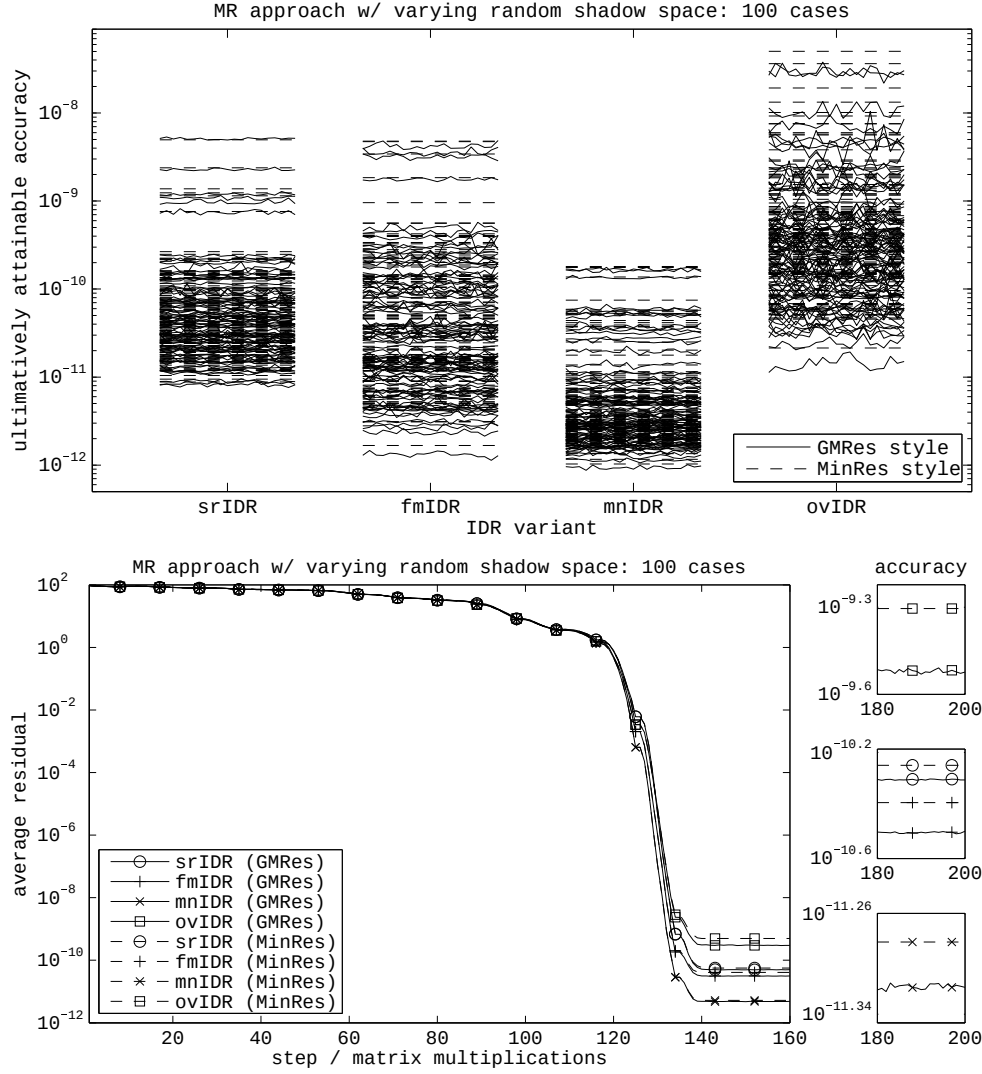 MR approach w/ varying random shadow space: 100 cases
ultimatively attainable accuracy
10^-8
10^-9
10^-10
10^-11
10^-12
GMRes style
MinRes style
srIDR fmIDR mnIDR ovIDR
IDR variant
MR approach w/ varying random shadow space: 100 cases
average residual
10^2
10^0
10^-2
10^-4
10^-6
10^-8
10^-10
10^-12
srIDR (GMRes)
fmIDR (GMRes)
mnIDR (GMRes)
ovIDR (GMRes)
srIDR (MinRes)
fmIDR (MinRes)
mnIDR (MinRes)
ovIDR (MinRes)
20 40 60 80 100 120 140 160
step / matrix multiplications
accuracy
10^-9.3
10^-9.6
180 200
10^-10.2
10^-10.6
180 200
10^-11.26
10^-11.34
180 200